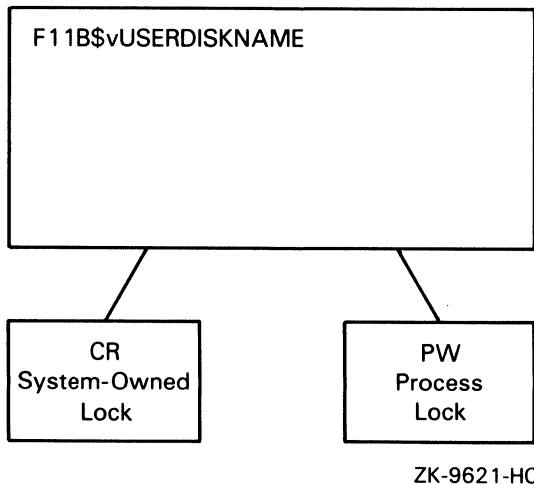 F11B$vUSERDISKNAME
CR
System-Owned
Lock
PW
Process
Lock
ZK-9621-HC